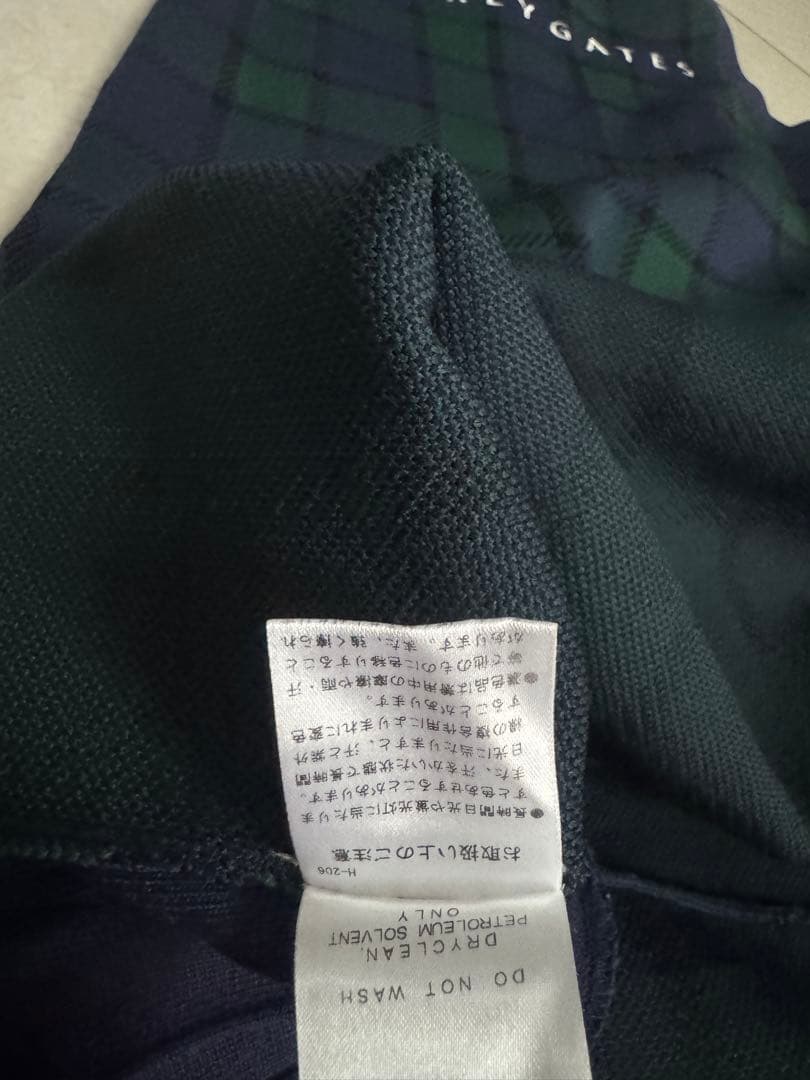 LYGATES
H-206
お取扱い上のご注意
●長時間日光や蛍光灯に当たりま
すと色あせすることがあります。
また、汗をかいた状態で長時間
日光に当たりますと、汗と紫外
線の複合作用によりまれに変色
することがあります。
●濃色品は着用中の摩擦や雨・汗
等で他のものに色移りすること
があります。また、強く擦られ
DO NOT WASH
DRYCLEAN.
PETROLEUM SOLVENT
ONLY